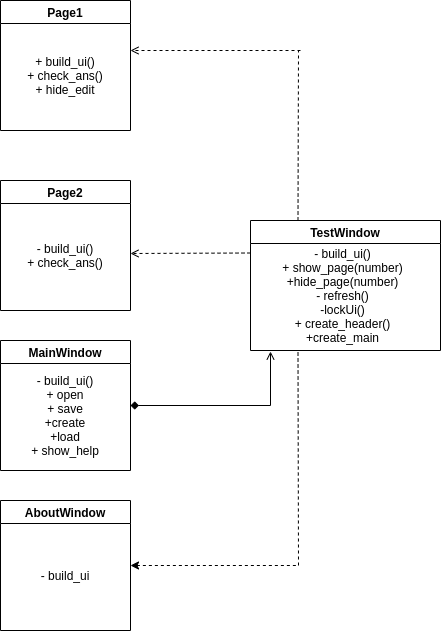 Page1
+ build_ui()
+ check_ans()
+ hide_edit
Page2
- build_ui()
+ check_ans()
TestWindow
- build_ui()
+ show_page(number)
+hide_page(number)
- refresh()
-lockUi()
+ create_header()
+create_main
MainWindow
- build_ui()
+ open
+ save
+create
+load
+ show_help
AboutWindow
- build_ui